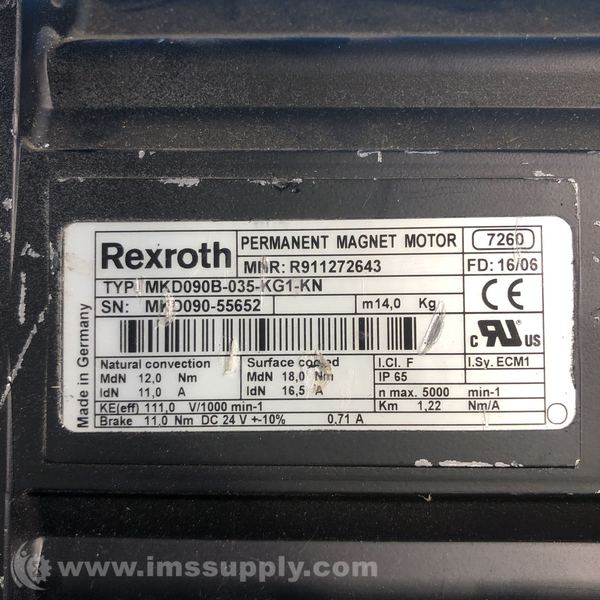 Rexroth PERMANENT MAGNET MOTOR 7260
MNR: R911272643 FD: 16/06
TYP: MKD090B-035-KG1-KN
SN: MKD090-55652 m14,0 Kg
CE
c RU US
Made in Germany
Natural convection Surface cooled I.Cl. F I.Sy. ECM1
MdN 12,0 Nm MdN 18,0 Nm IP 65
IdN 11,0 A IdN 16,5 A n max. 5000 min-1
KE(eff) 111,0 V/1000 min-1 Km 1,22 Nm/A
Brake 11,0 Nm DC 24 V +-10% 0,71 A
www.imssupply.com